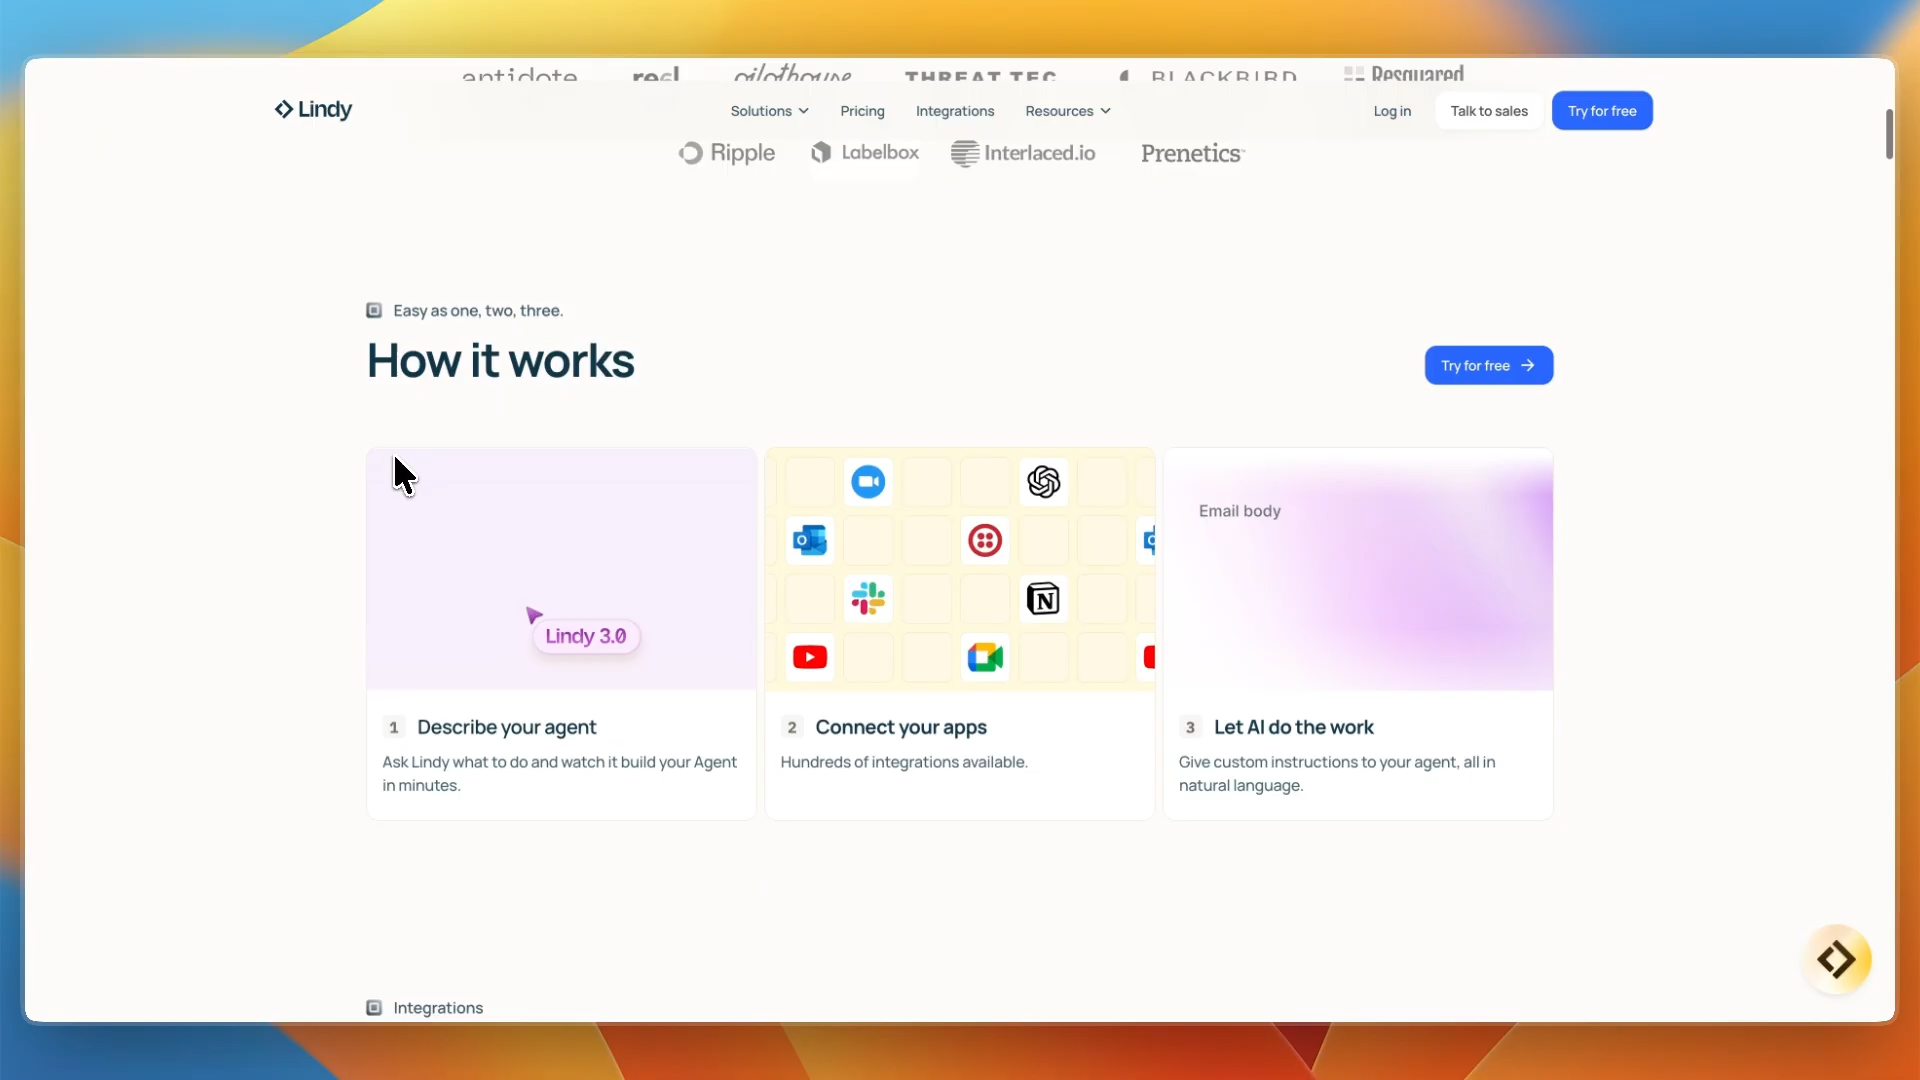 antidote reel pilothouse THREAT TEC BLACKBIRD Resquared
Lindy Solutions Pricing Integrations Resources Log in Talk to sales Try for free
Ripple Labelbox Interlaced.io Prenetics
Easy as one, two, three.
How it works
Try for free
Email body
Lindy 3.0
1 Describe your agent
Ask Lindy what to do and watch it build your Agent
in minutes.
2 Connect your apps
Hundreds of integrations available.
3 Let AI do the work
Give custom instructions to your agent, all in
natural language.
Integrations